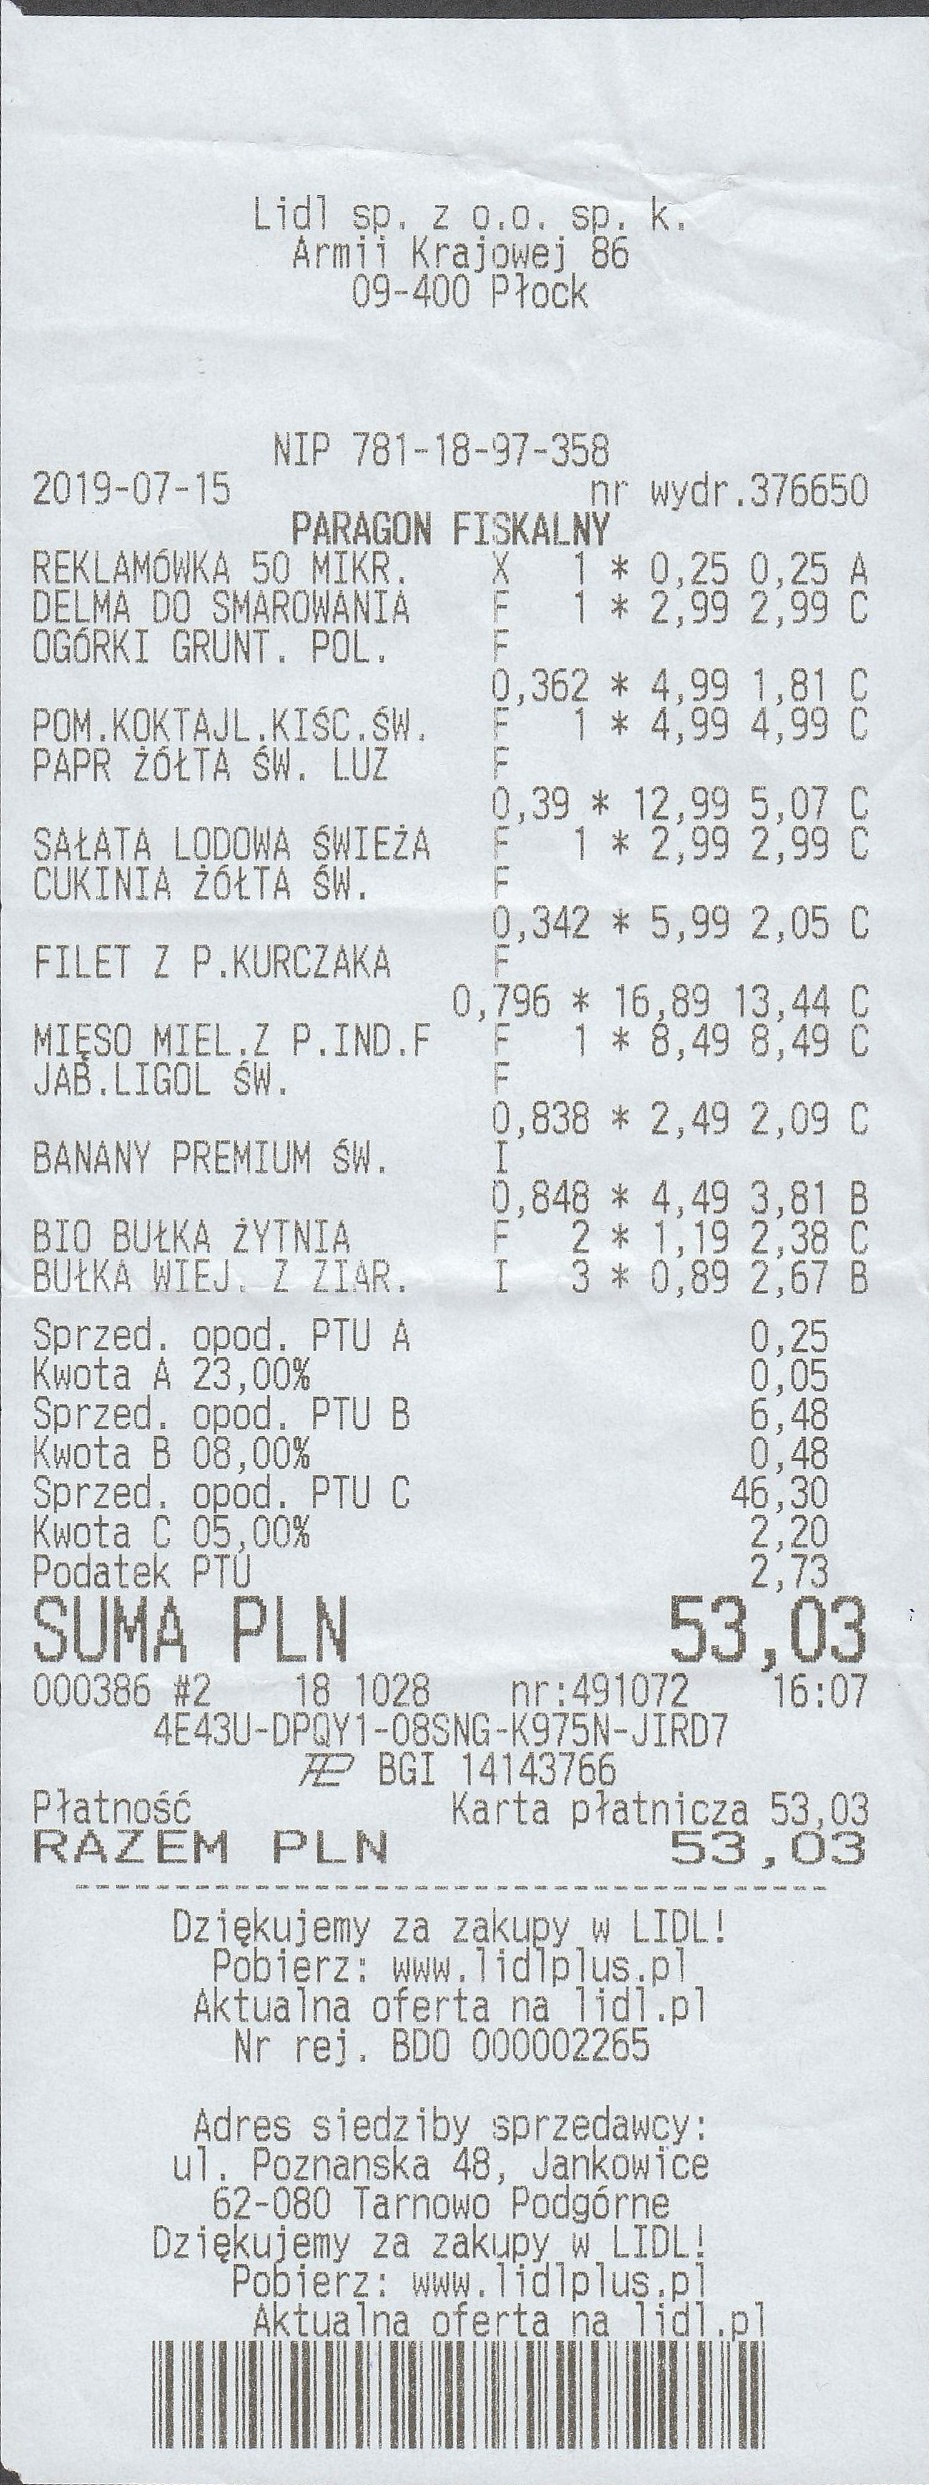 Lidl sp. z o.o. sp. k.
Armii Krajowej 86
09-400 Płock
NIP 781-18-97-358
2019-07-15 nr wydr.376650
PARAGON FISKALNY
REKLAMÓWKA 50 MIKR. X 1 * 0,25 0,25 A
DELMA DO SMAROWANIA F 1 * 2,99 2,99 C
OGÓRKI GRUNT. POL. F
0,362 * 4,99 1,81 C
POM.KOKTAJL.KIŚC.ŚW. F 1 * 4,99 4,99 C
PAPR ŻÓŁTA ŚW. LUZ F
0,39 * 12,99 5,07 C
SAŁATA LODOWA ŚWIEŻA F 1 * 2,99 2,99 C
CUKINIA ŻÓŁTA ŚW. F
0,342 * 5,99 2,05 C
FILET Z P.KURCZAKA F
0,796 * 16,89 13,44 C
MIĘSO MIEL.Z P.IND.F F 1 * 8,49 8,49 C
JAB.LIGOL ŚW. F
0,838 * 2,49 2,09 C
BANANY PREMIUM ŚW. I
0,848 * 4,49 3,81 B
BIO BUŁKA ŻYTNIA F 2 * 1,19 2,38 C
BUŁKA WIEJ. Z ZIAR. I 3 * 0,89 2,67 B
Sprzed. opod. PTU A 0,25
Kwota A 23,00% 0,05
Sprzed. opod. PTU B 6,48
Kwota B 08,00% 0,48
Sprzed. opod. PTU C 46,30
Kwota C 05,00% 2,20
Podatek PTU 2,73
SUMA PLN 53,03
000386 #2 18 1028 nr:491072 16:07
4E43U-DPQY1-08SNG-K975N-JIRD7
BGI 14143766
Płatność Karta płatnicza 53,03
RAZEM PLN 53,03
Dziękujemy za zakupy w LIDL!
Pobierz: www.lidlplus.pl
Aktualna oferta na lidl.pl
Nr rej. BDO 000002265
Adres siedziby sprzedawcy:
ul. Poznanska 48, Jankowice
62-080 Tarnowo Podgórne
Dziękujemy za zakupy w LIDL!
Pobierz: www.lidlplus.pl
Aktualna oferta na lidl.pl